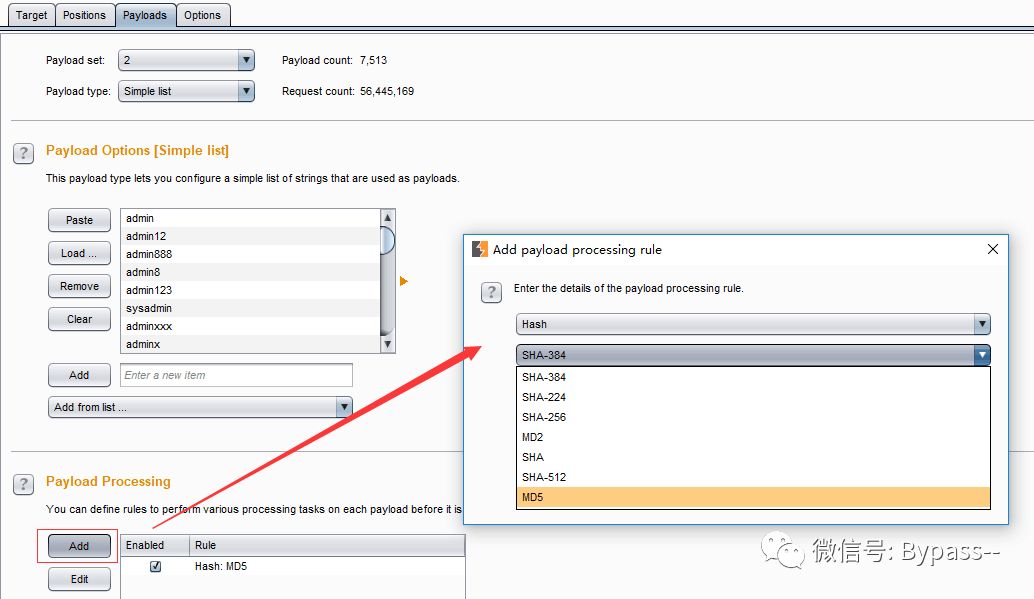 Target Positions Payloads Options
Payload set: 2 Payload count: 7,513
Payload type: Simple list Request count: 56,445,169
? Payload Options [Simple list]
This payload type lets you configure a simple list of strings that are used as payloads.
Paste
Load ...
Remove
Clear
admin
admin12
admin888
admin8
admin123
sysadmin
adminxxx
adminx
Add Enter a new item
Add from list ...
? Payload Processing
You can define rules to perform various processing tasks on each payload before it is
Add
Edit
Enabled Rule
Hash: MD5
Add payload processing rule
? Enter the details of the payload processing rule.
Hash
SHA-384
SHA-384
SHA-224
SHA-256
MD2
SHA
SHA-512
MD5
微信号: Bypass--